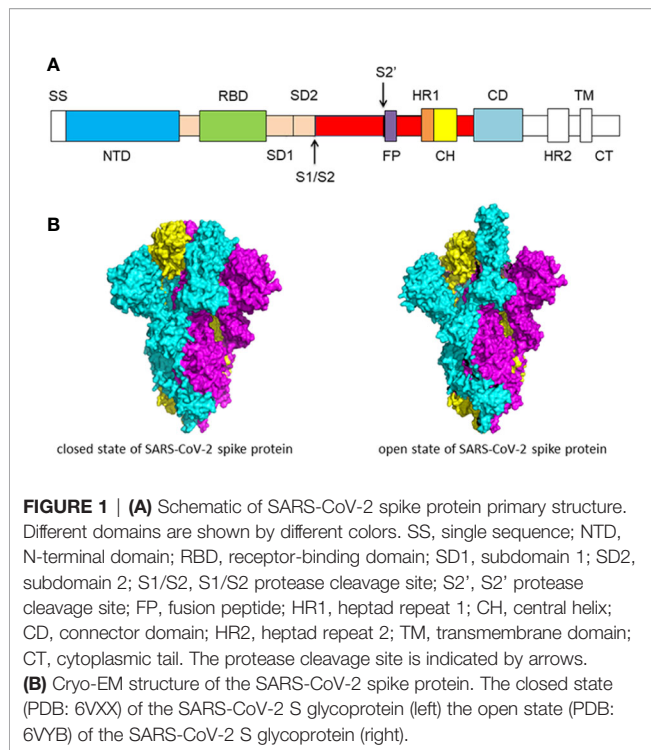 A
S2'
SS RBD SD2 HR1 CD TM
NTD SD1 FP CH HR2 CT
S1/S2
B
closed state of SARS-CoV-2 spike protein open state of SARS-CoV-2 spike protein
FIGURE 1 | (A) Schematic of SARS-CoV-2 spike protein primary structure.
Different domains are shown by different colors. SS, single sequence; NTD,
N-terminal domain; RBD, receptor-binding domain; SD1, subdomain 1; SD2,
subdomain 2; S1/S2, S1/S2 protease cleavage site; S2’, S2’ protease
cleavage site; FP, fusion peptide; HR1, heptad repeat 1; CH, central helix;
CD, connector domain; HR2, heptad repeat 2; TM, transmembrane domain;
CT, cytoplasmic tail. The protease cleavage site is indicated by arrows.
(B) Cryo-EM structure of the SARS-CoV-2 spike protein. The closed state
(PDB: 6VXX) of the SARS-CoV-2 S glycoprotein (left) the open state (PDB:
6VYB) of the SARS-CoV-2 S glycoprotein (right).